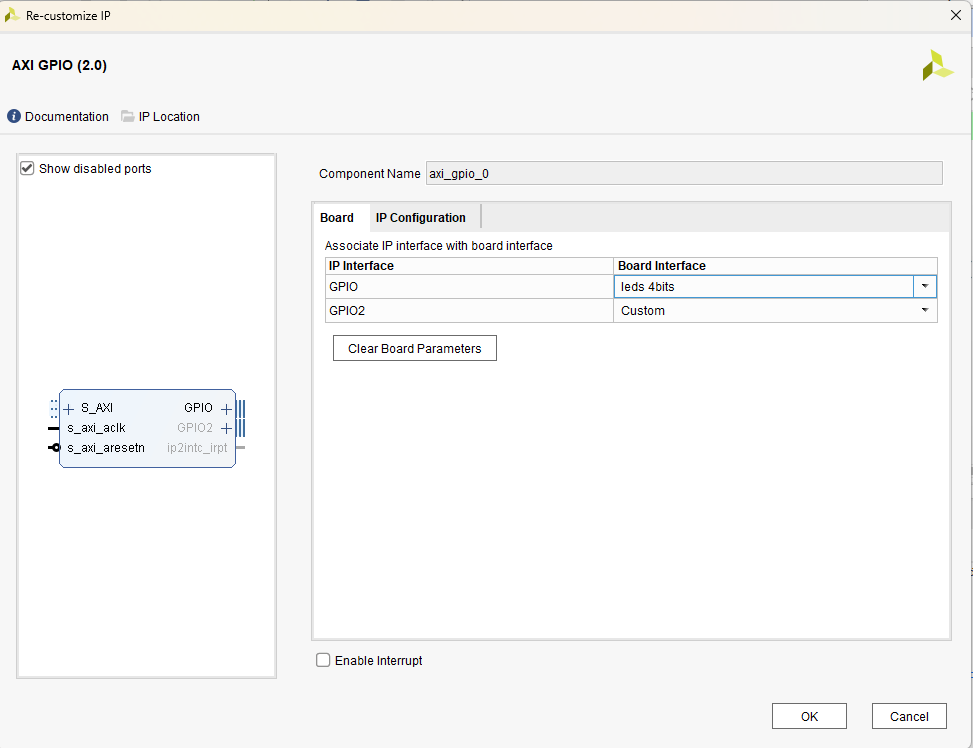 Re-customize IP
AXI GPIO (2.0)
Documentation IP Location
Show disabled ports
S_AXI GPIO
s_axi_aclk GPIO2
s_axi_aresetn ip2intc_irpt
Component Name axi_gpio_0
Board IP Configuration
Associate IP interface with board interface
IP Interface Board Interface
GPIO leds 4bits
GPIO2 Custom
Clear Board Parameters
Enable Interrupt
OK Cancel